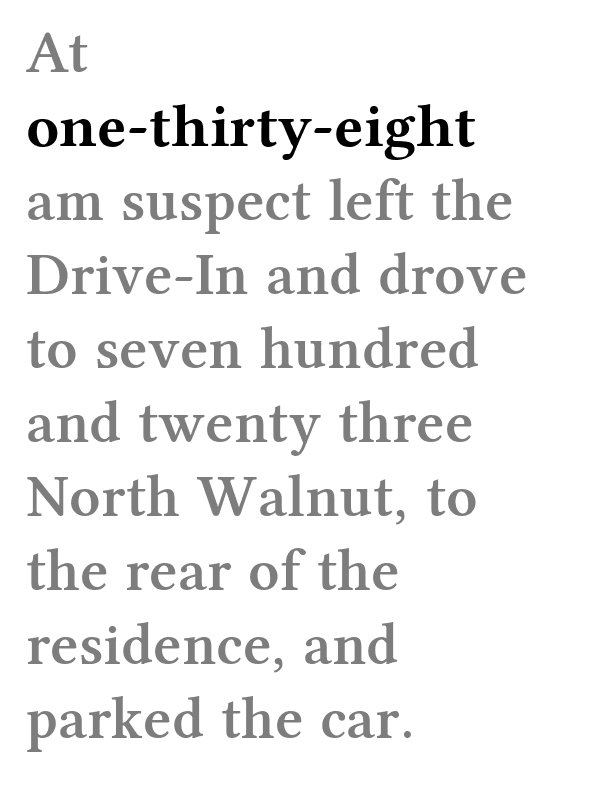 At
one-thirty-eight
am suspect left the
Drive-In and drove
to seven hundred
and twenty three
North Walnut, to
the rear of the
residence, and
parked the car.